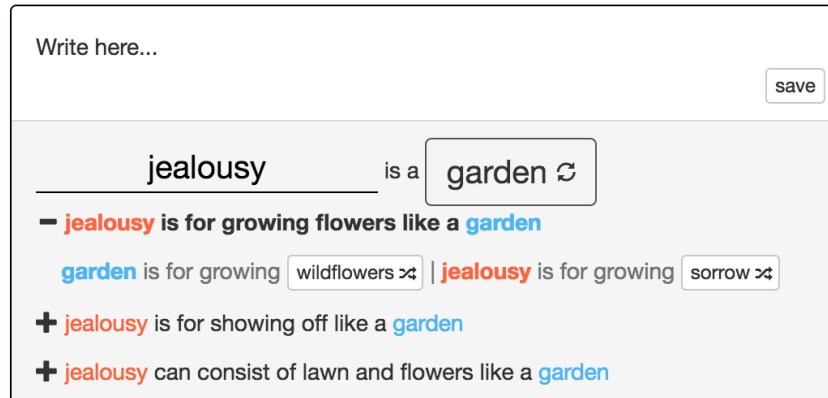 Write here...
save
jealousy is a garden
jealousy is for growing flowers like a garden
garden is for growing wildflowers | jealousy is for growing sorrow
jealousy is for showing off like a garden
jealousy can consist of lawn and flowers like a garden